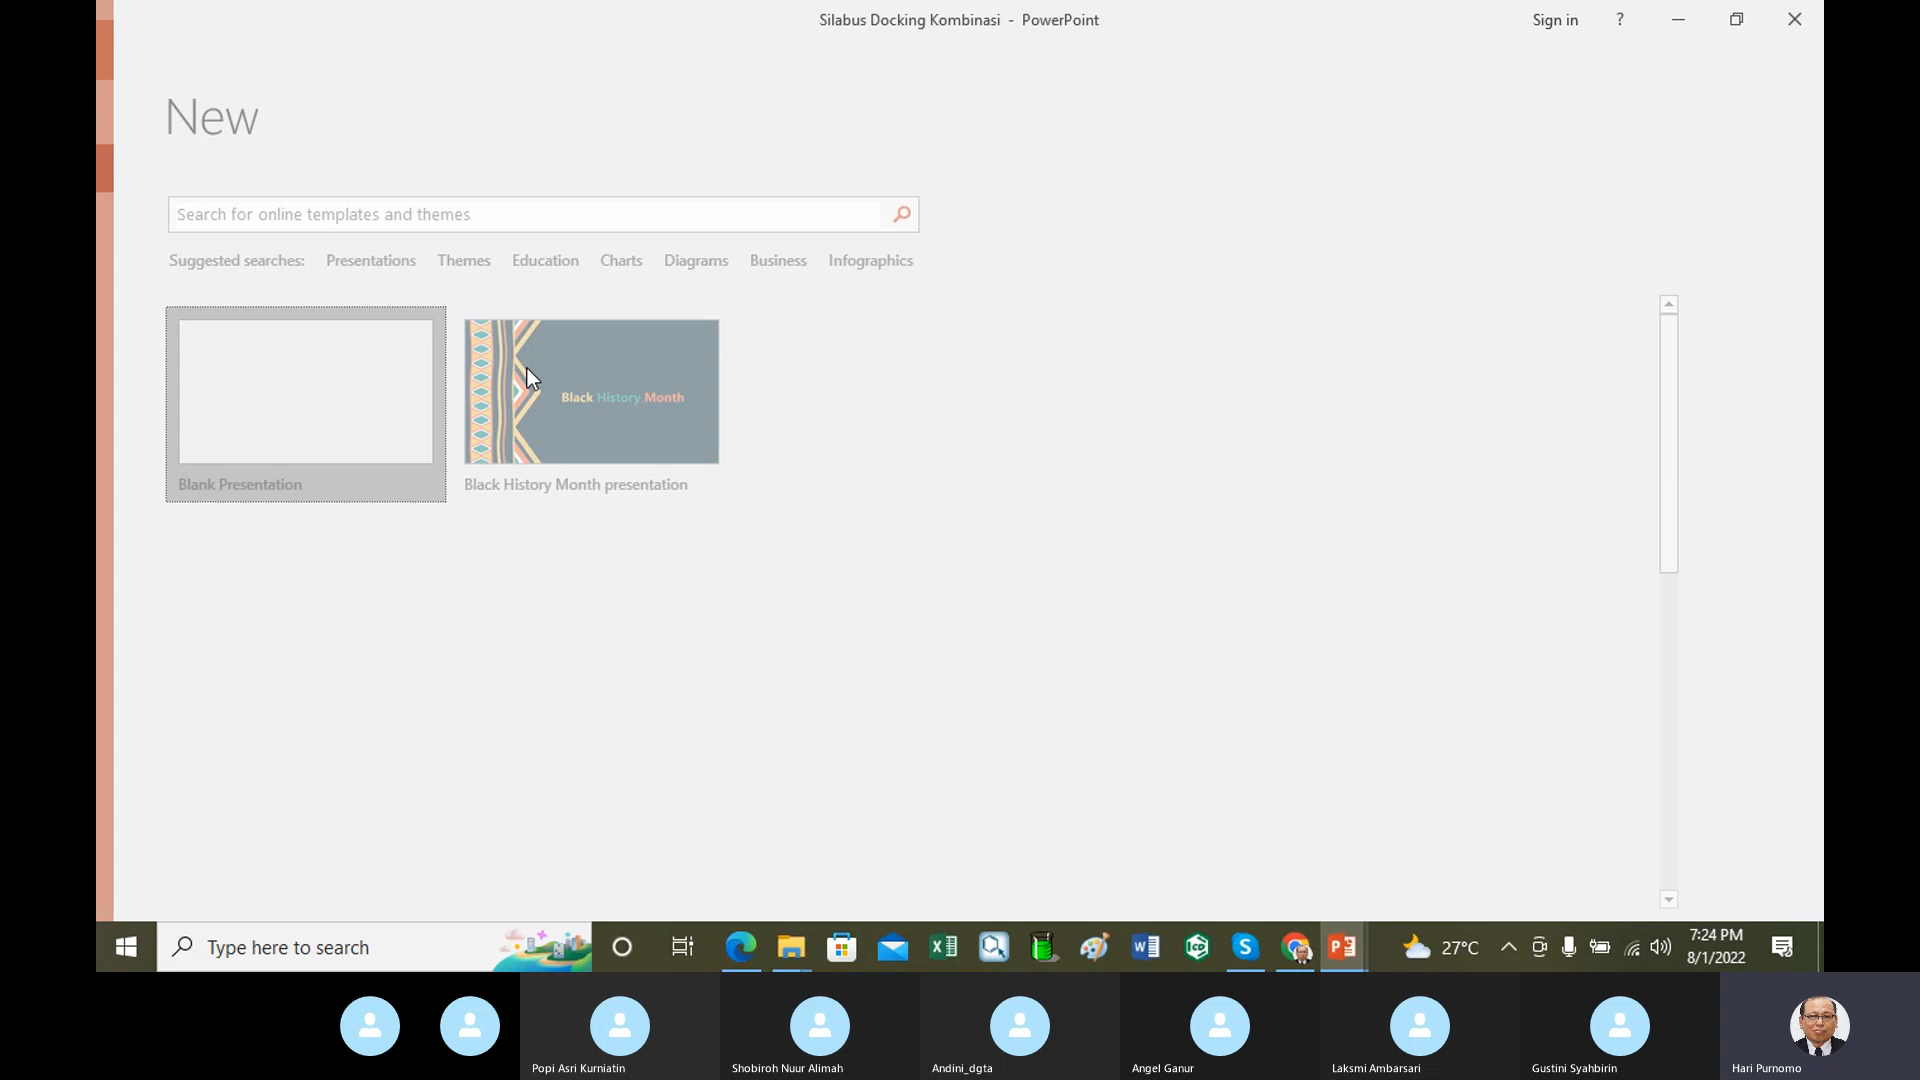 Silabus Docking Kombinasi - PowerPoint
Sign in
?
New
Search for online templates and themes
Suggested searches: Presentations Themes Education Charts Diagrams Business Infographics
Black History Month
Blank Presentation
Black History Month presentation
Type here to search
27°C
7:24 PM
8/1/2022
Popi Asri Kurniatin
Shobiroh Nuur Alimah
Andini_dgta
Angel Ganur
Laksmi Ambarsari
Gustini Syahbirin
Hari Purnomo